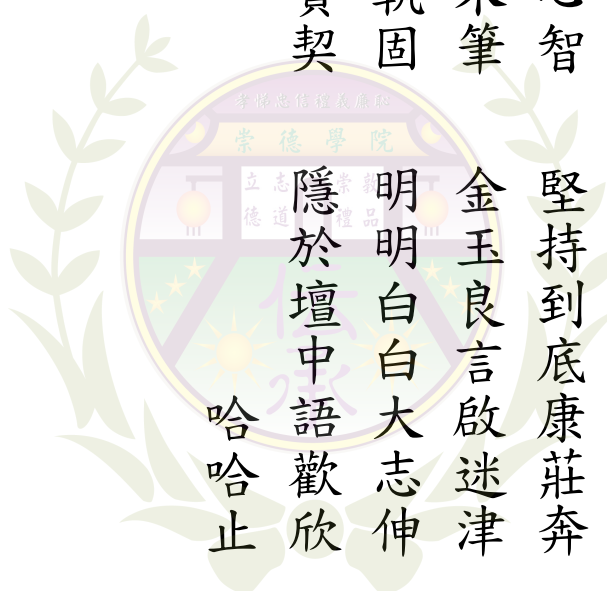 智　堅持到底康莊奔
筆　金玉良言啟迷津
固　明明白白大志伸
契　隱於壇中語歡欣
哈哈止
崇德學院